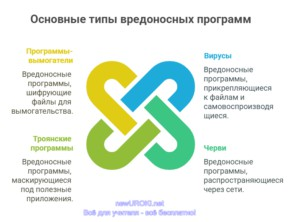 Основные типы вредоносных программ
Программы-
вымогатели
Вредоносные
программы,
шифрующие
файлы для
вымогательства.
Вирусы
Вредоносные
программы,
прикрепляющиеся
к файлам и
самовоспроизводя
щиеся.
Троянские
программы
Вредоносные
программы,
маскирующиеся
под полезные
приложения.
Черви
Вредоносные
программы,
распространяющиеся
через сети.
newUROKI.net
Всё для учителя - всё бесплатно!